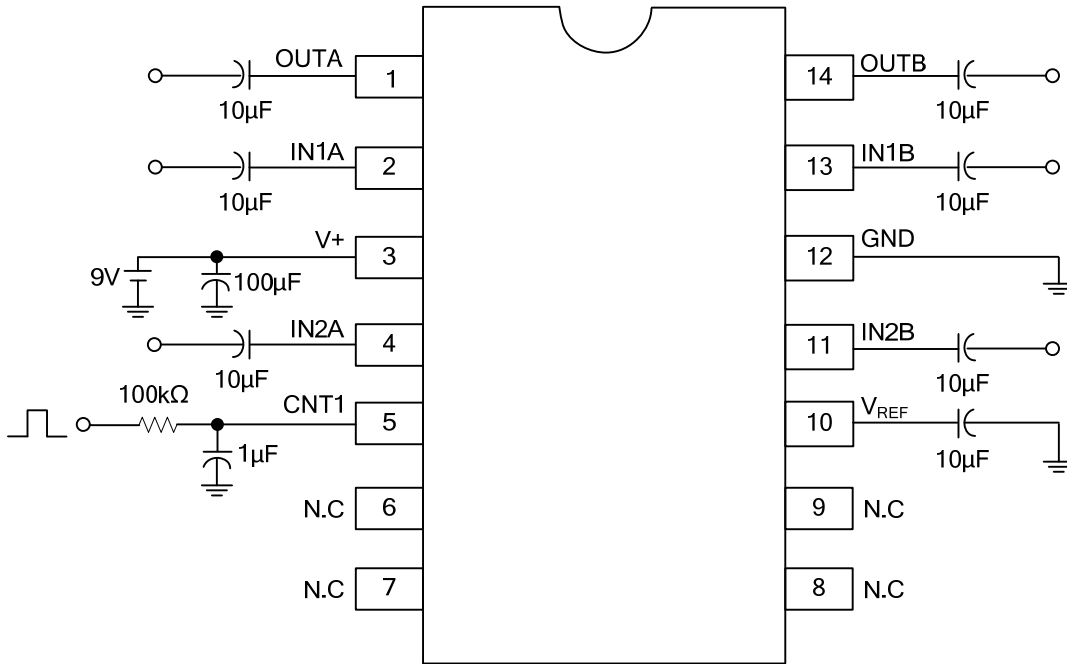 OUTA
1
14
OUTB
10μF
10μF
IN1A
2
13
IN1B
10μF
10μF
V+
3
12
GND
9V
100μF
IN2A
4
11
IN2B
10μF
10μF
100kΩ
CNT1
5
10
VREF
1μF
10μF
N.C
6
9
N.C
N.C
7
8
N.C